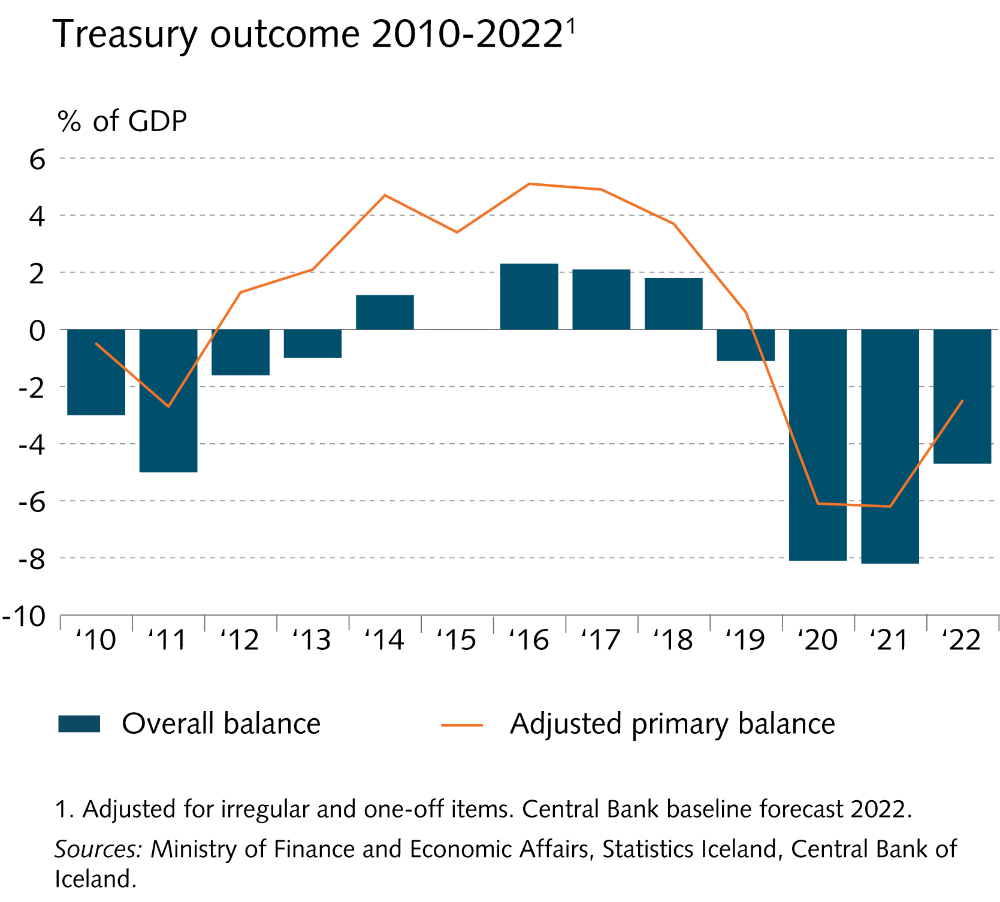 Treasury outcome 2010-2022¹
% of GDP
6
4
2
0
-2
-4
-6
-8
-10
‘10 ‘11 ‘12 ‘13 ‘14 ‘15 ‘16 ‘17 ‘18 ‘19 ‘20 ‘21 ‘22
Overall balance Adjusted primary balance
1. Adjusted for irregular and one-off items. Central Bank baseline forecast 2022.
Sources: Ministry of Finance and Economic Affairs, Statistics Iceland, Central Bank of
Iceland.